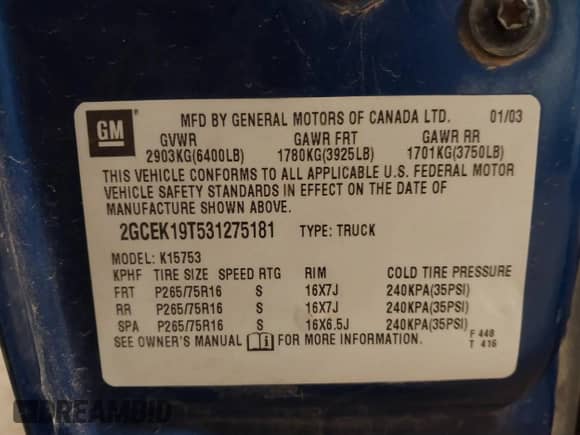 GM
MFD BY GENERAL MOTORS OF CANADA LTD. 01/03
GVWR GAWR FRT GAWR RR
2903KG(6400LB) 1780KG(3925LB) 1701KG(3750LB)
THIS VEHICLE CONFORMS TO ALL APPLICABLE U.S. FEDERAL MOTOR
VEHICLE SAFETY STANDARDS IN EFFECT ON THE DATE OF
MANUFACTURE SHOWN ABOVE.
2GCEK19T531275181 TYPE: TRUCK
MODEL: K15753
KPHF TIRE SIZE SPEED RTG RIM COLD TIRE PRESSURE
FRT P265/75R16 S 16X7J 240KPA(35PSI)
RR P265/75R16 S 16X7J 240KPA(35PSI)
SPA P265/75R16 S 16X6.5J 240KPA(35PSI)
SEE OWNER'S MANUAL FOR MORE INFORMATION. F 448
T 416
DREAMBID